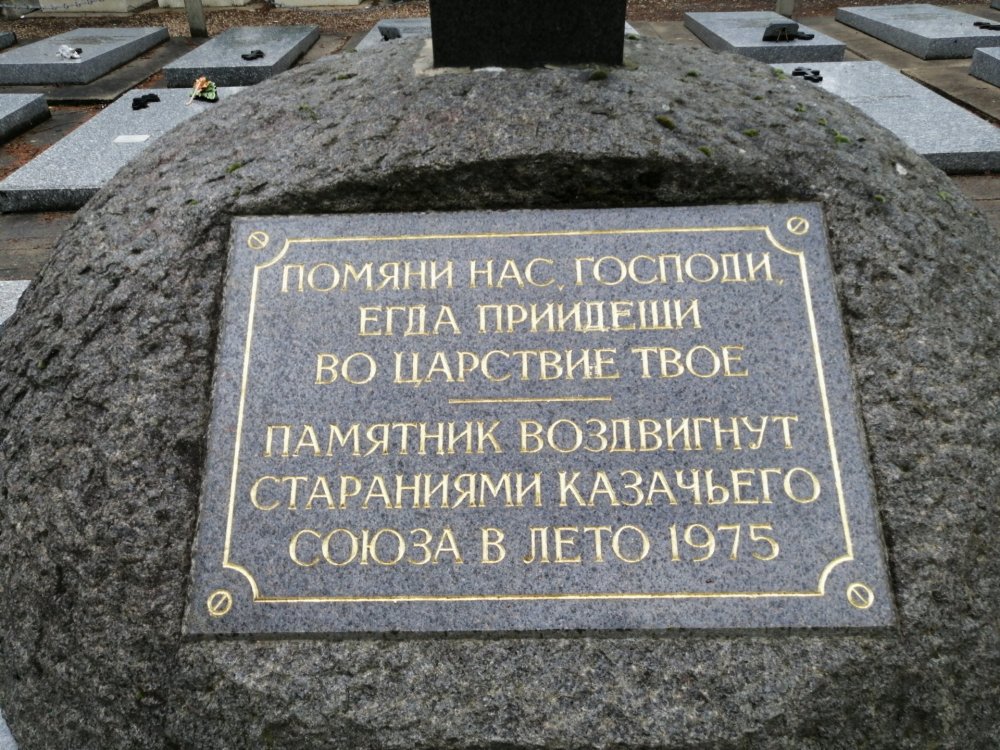 ПОМЯНИ НАС, ГОСПОДИ,
ЕГДА ПРИИДЕШИ
ВО ЦАРСТВИЕ ТВОЕ
ПАМЯТНИК ВОЗДВИГНУТ
СТАРАНИЯМИ КАЗАЧЬЕГО
СОЮЗА В ЛЕТО 1975